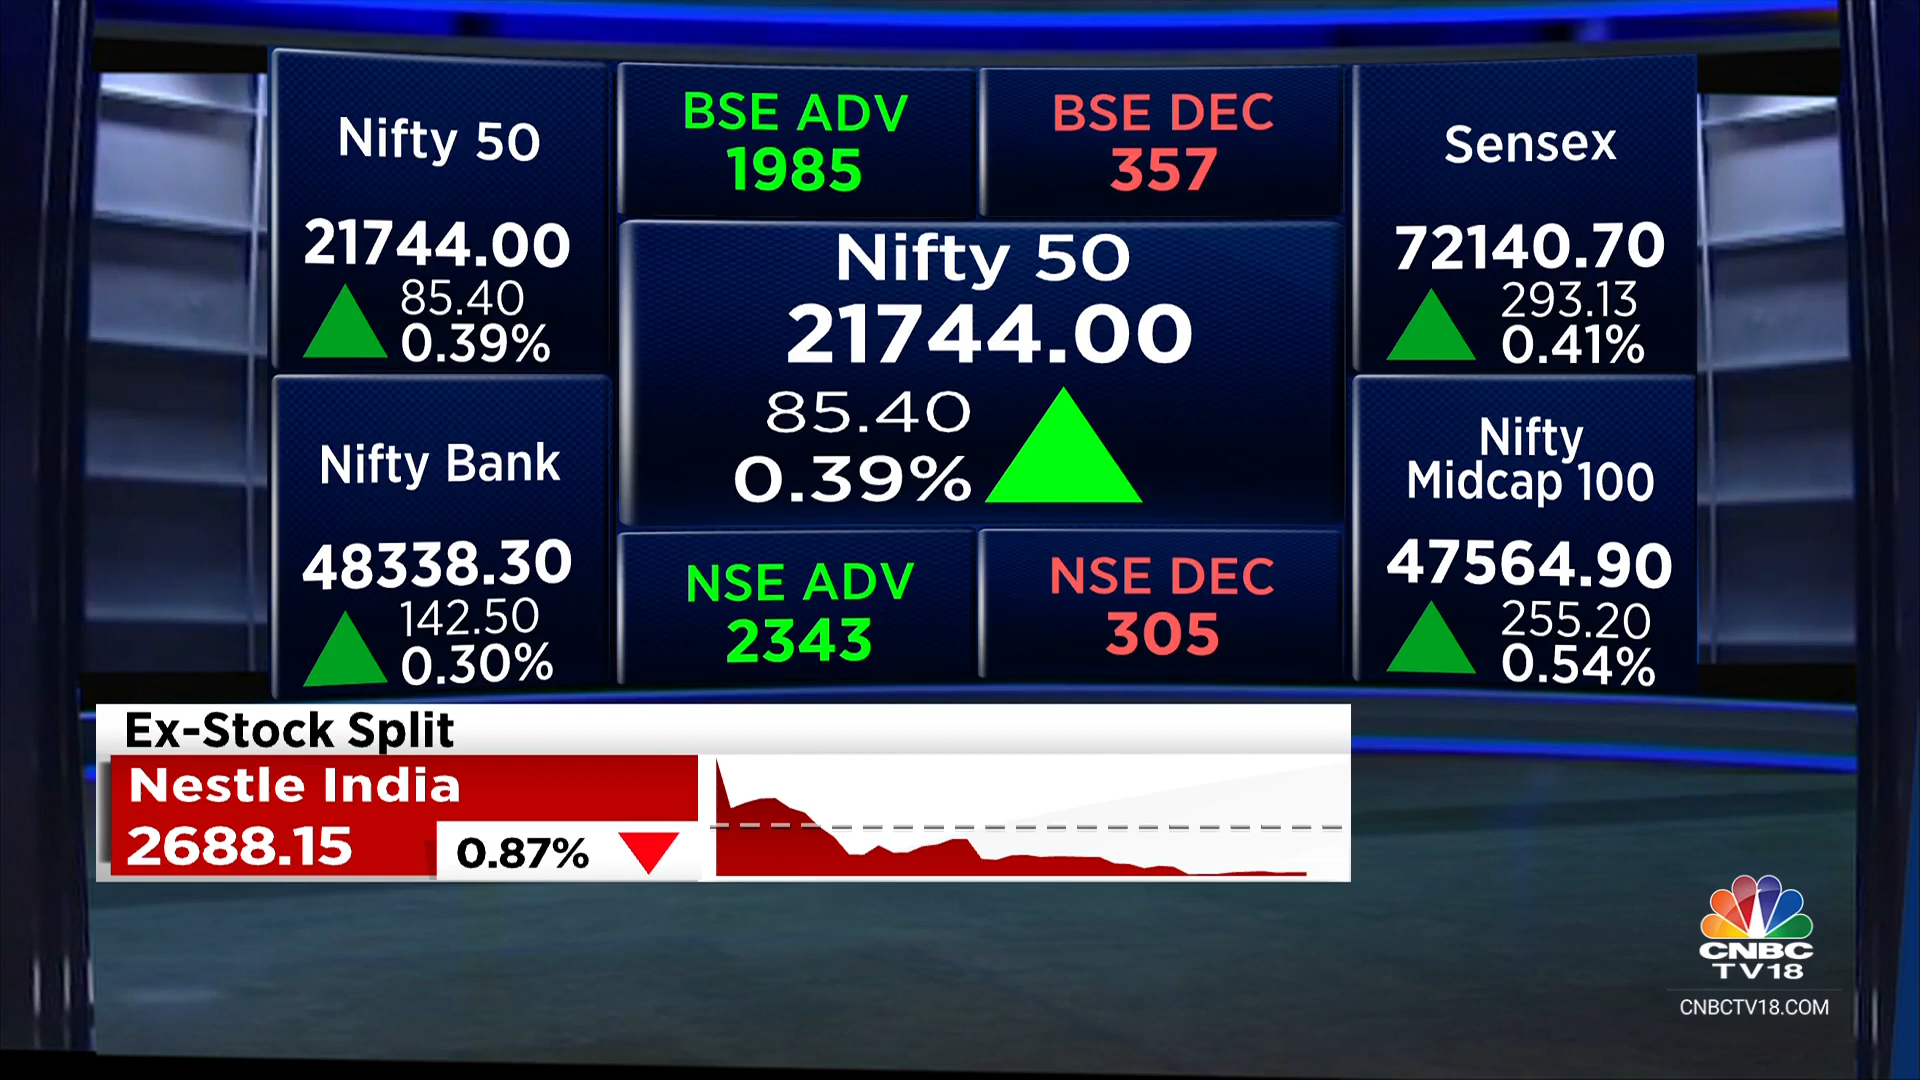 Nifty 50
21744.00
85.40
0.39%
BSE ADV
1985
BSE DEC
357
Sensex
72140.70
293.13
0.41%
Nifty 50
21744.00
85.40
0.39%
Nifty Bank
48338.30
142.50
0.30%
NSE ADV
2343
NSE DEC
305
Nifty
Midcap 100
47564.90
255.20
0.54%
Ex-Stock Split
Nestle India
2688.15
0.87%
CNBC
TV18
CNBCTV18.COM